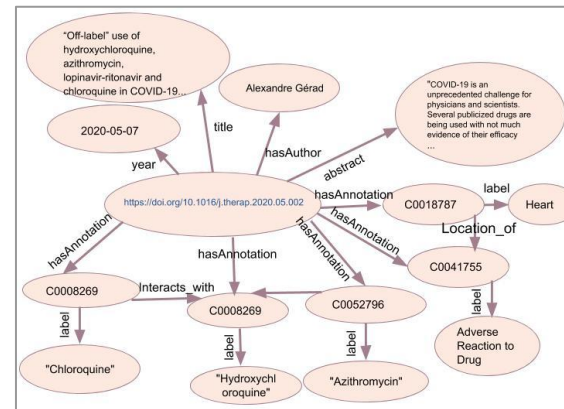 "Off-label" use of
hydroxychloroquine,
azithromycin,
lopinavir-ritonavir and
chloroquine in COVID-19...
Alexandre Gérad
"COVID-19 is an
unprecedented challenge for
physicians and scientists.
Several publicized drugs are
being used with not much
evidence of their efficacy
...
2020-05-07
title
hasAuthor
abstract
year
https://doi.org/10.1016/j.therap.2020.05.002
hasAnnotation
C0018787
label
Heart
hasAnnotation
Location_of
hasAnnotation
hasAnnotation
hasAnnotation
C0041755
C0008269
Interacts_with
C0008269
C0052796
label
label
label
label
Adverse
Reaction to
Drug
"Chloroquine"
"Hydroxychl
oroquine"
"Azithromycin"